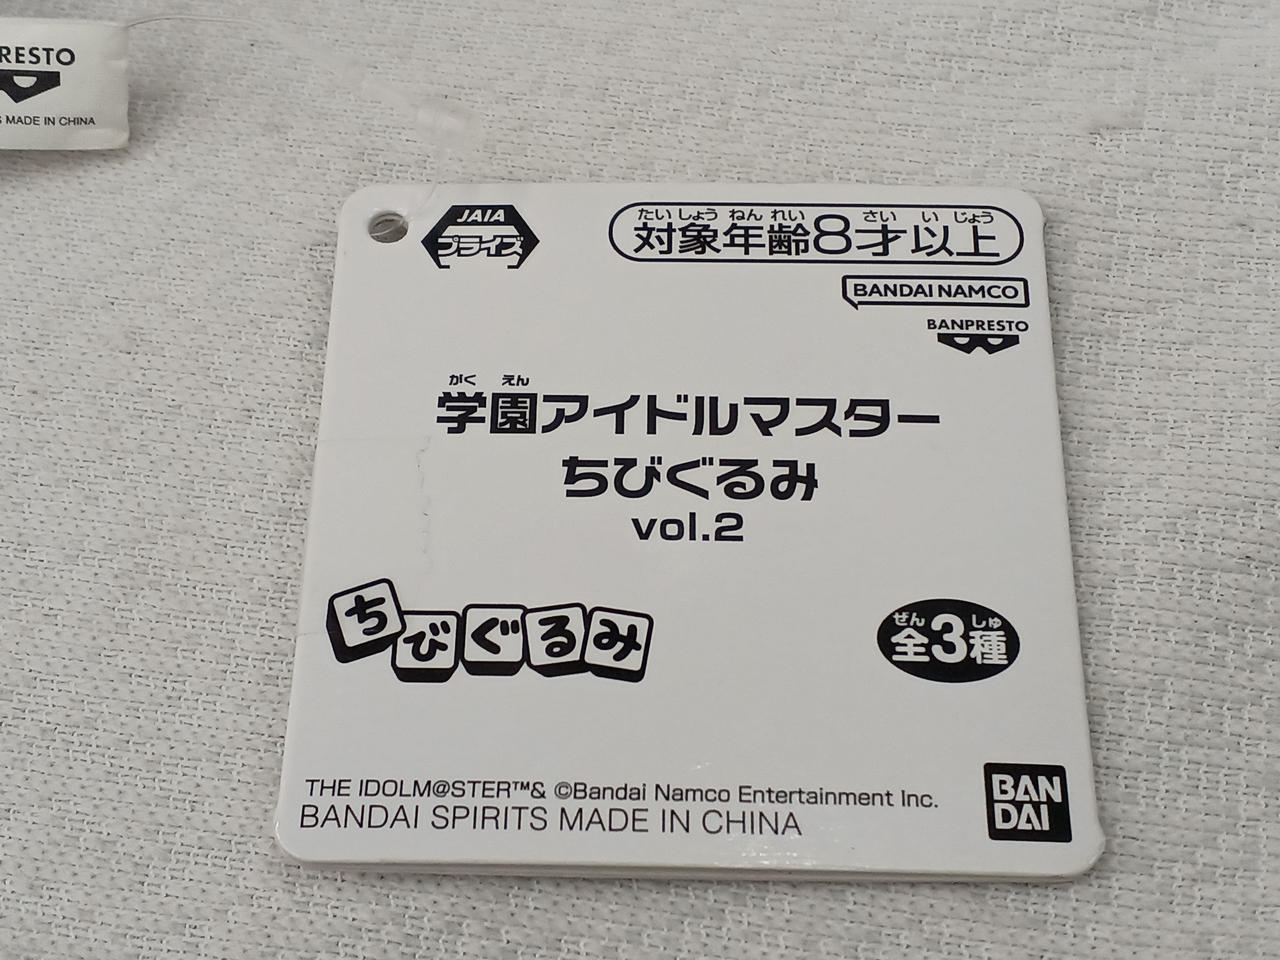 RESTO
MADE IN CHINA
JAIA
プライズ
たいしょう ねんれい さい いじょう
対象年齢8才以上
BANDAI NAMCO
BANPRESTO
がくえん
学園アイドルマスター
ちびぐるみ
vol.2
ちびぐるみ
ぜん しゅ
全3種
THE IDOLM@STER™& ©Bandai Namco Entertainment Inc.
BANDAI SPIRITS MADE IN CHINA
BAN
DAI